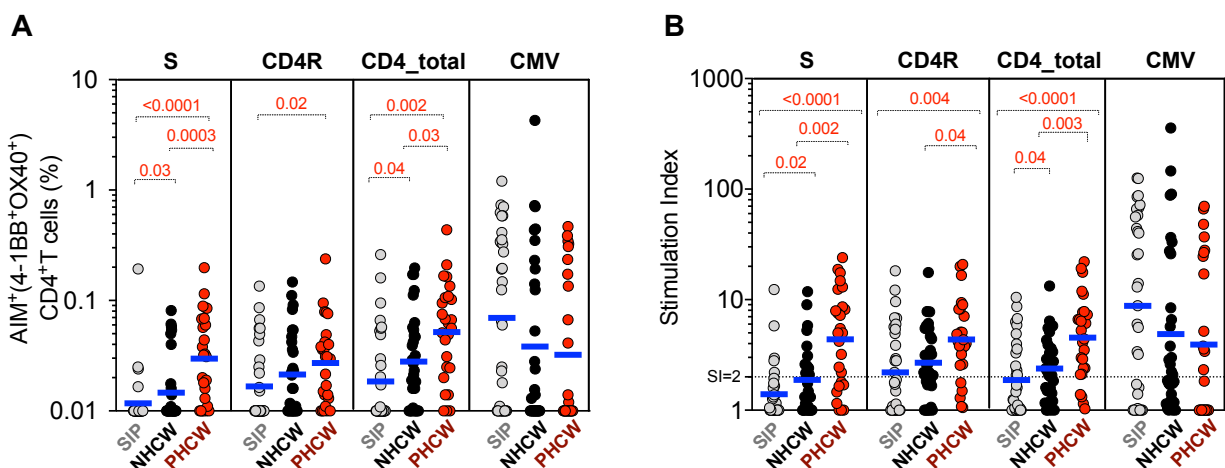 A
S CD4R CD4_total CMV
AIM⁺(4-1BB⁺OX40⁺)
CD4⁺T cells (%)
10
1
0.1
0.01
<0.0001
0.0003
0.03
0.02
0.002
0.03
0.04
SIP NHCW PHCW SIP NHCW PHCW SIP NHCW PHCW SIP NHCW PHCW
B
S CD4R CD4_total CMV
Stimulation Index
1000
100
10
SI=2
1
<0.0001
0.002
0.02
0.004
0.04
<0.0001
0.003
0.04
SIP NHCW PHCW SIP NHCW PHCW SIP NHCW PHCW SIP NHCW PHCW